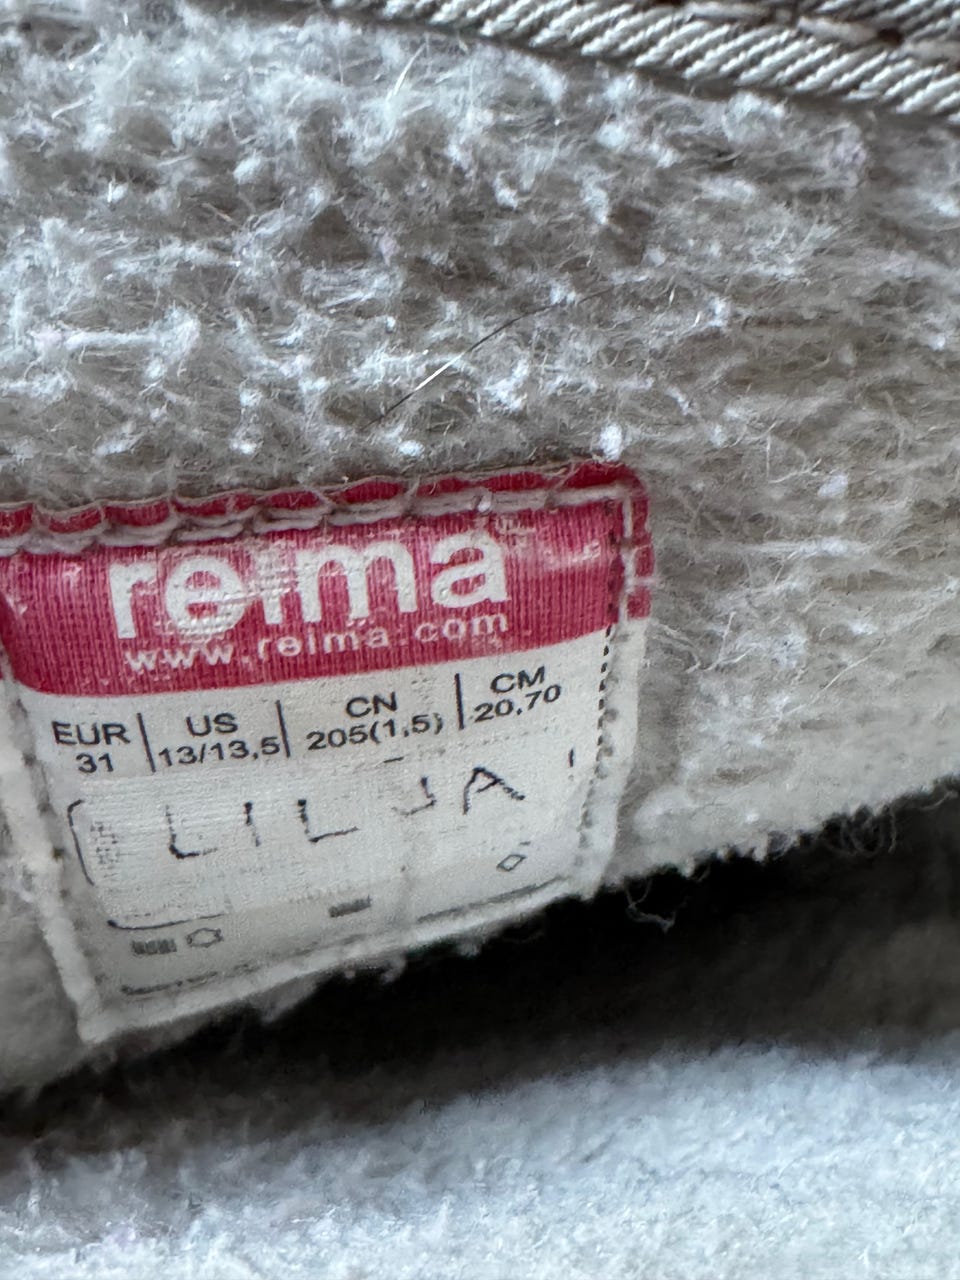 reima
www.reima.com
EUR US CN CM
31 13/13,5 205(1,5) 20,70
LILJA